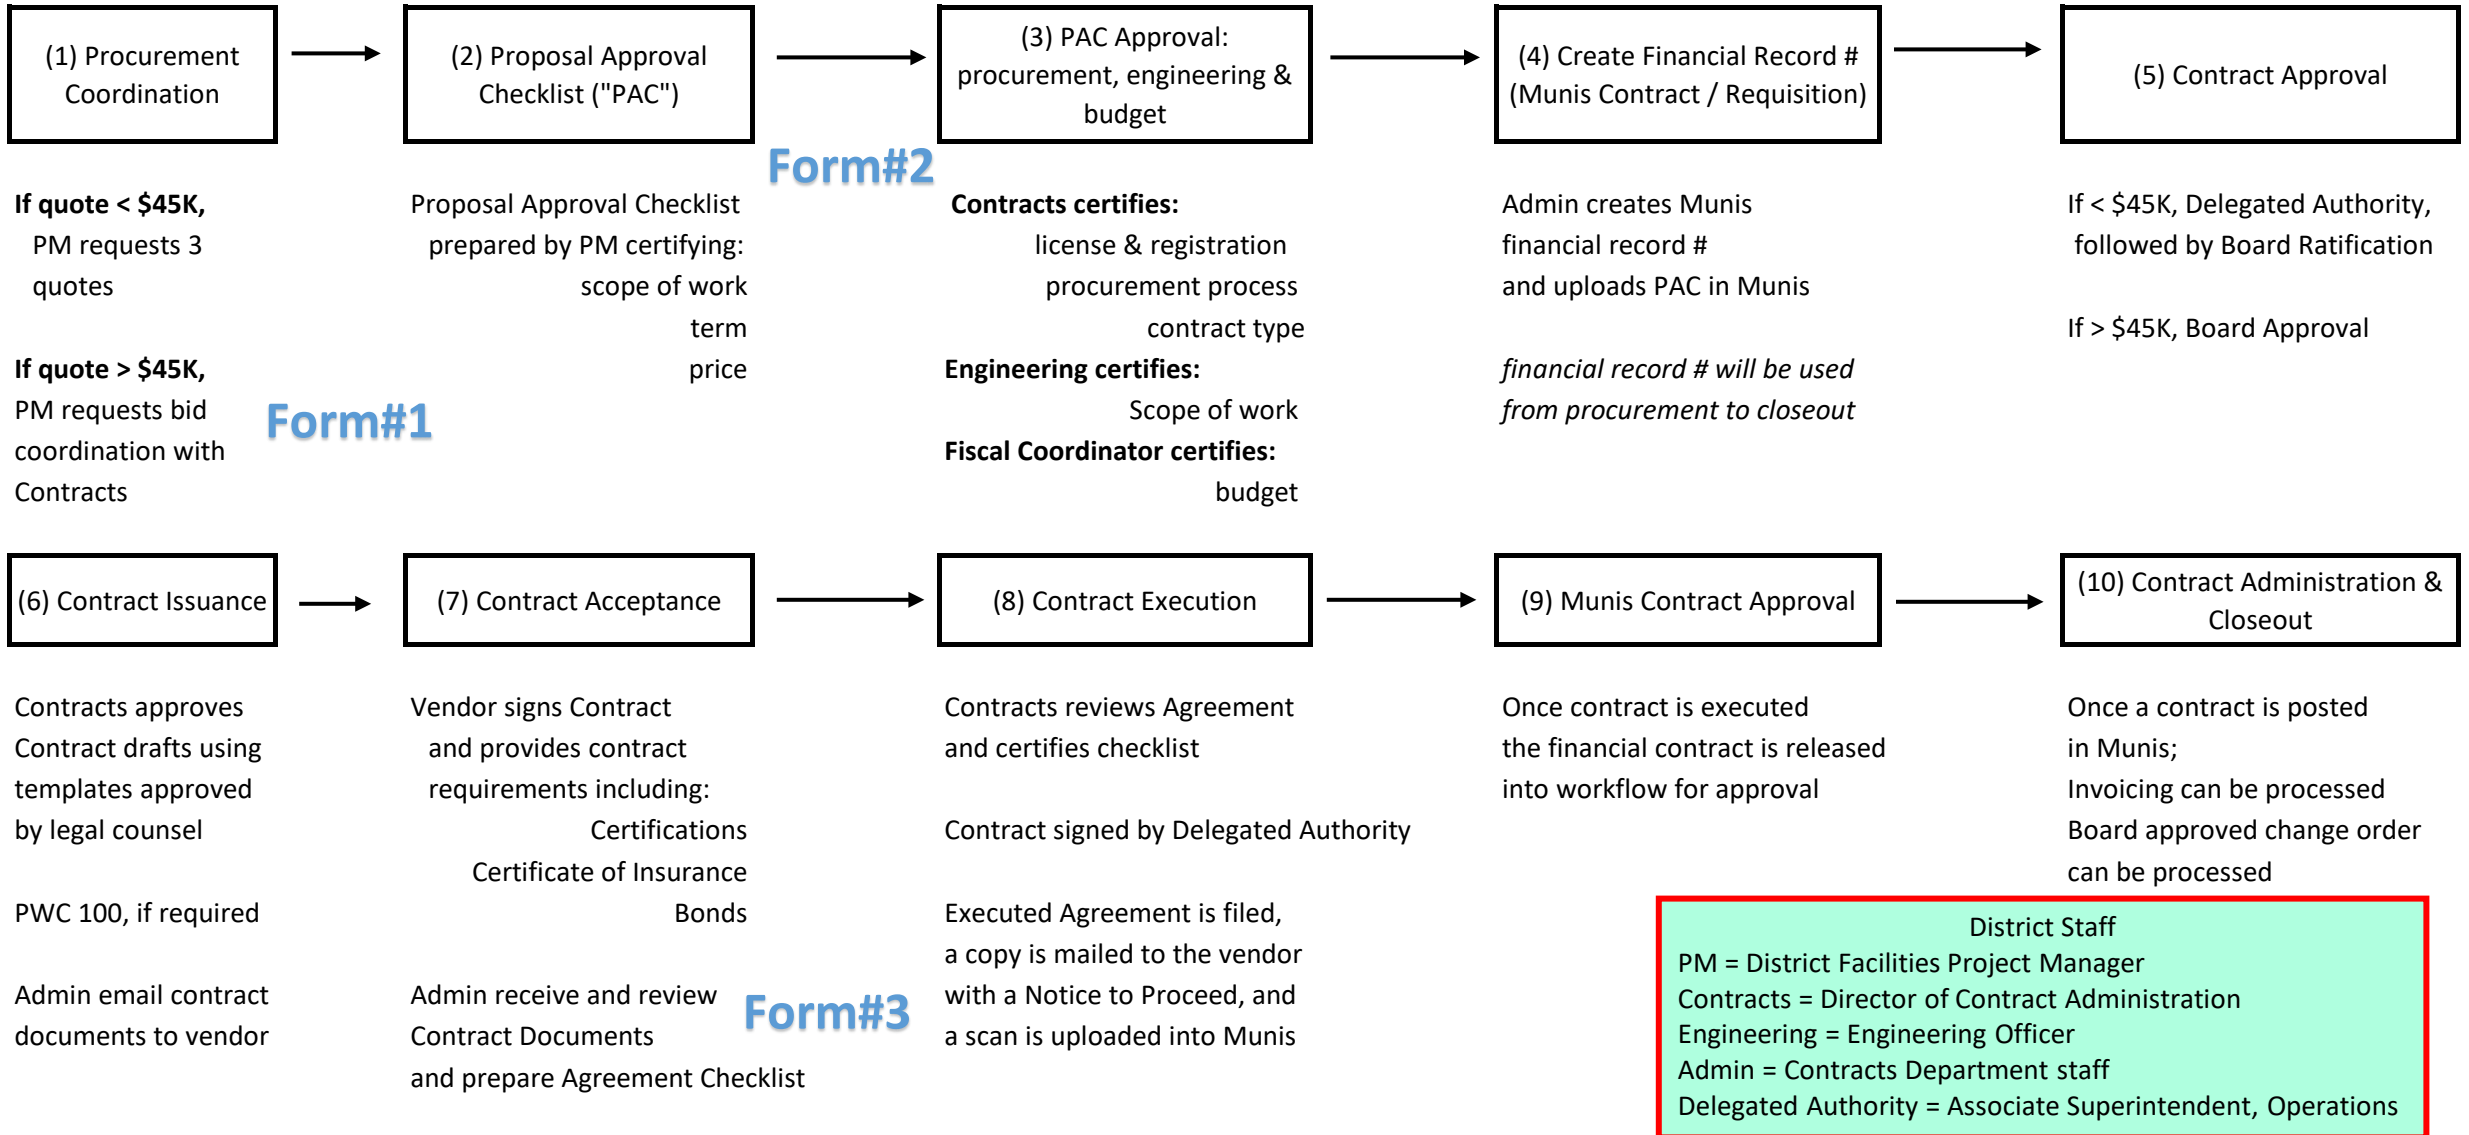 (1) Procurement
Coordination
(2) Proposal Approval
Checklist ("PAC")
(3) PAC Approval:
procurement, engineering &
budget
(4) Create Financial Record #
(Munis Contract / Requisition)
(5) Contract Approval
If quote < $45K,
PM requests 3
quotes
If quote > $45K,
PM requests bid
coordination with
Contracts
Form#1
Proposal Approval Checklist
prepared by PM certifying:
scope of work
term
price
Form#2
Contracts certifies:
license & registration
procurement process
contract type
Engineering certifies:
Scope of work
Fiscal Coordinator certifies:
budget
Admin creates Munis
financial record #
and uploads PAC in Munis
financial record # will be used
from procurement to closeout
If < $45K, Delegated Authority,
followed by Board Ratification
If > $45K, Board Approval
(6) Contract Issuance
(7) Contract Acceptance
(8) Contract Execution
(9) Munis Contract Approval
(10) Contract Administration &
Closeout
Contracts approves
Contract drafts using
templates approved
by legal counsel
PWC 100, if required
Admin email contract
documents to vendor
Vendor signs Contract
and provides contract
requirements including:
Certifications
Certificate of Insurance
Bonds
Admin receive and review
Contract Documents
and prepare Agreement Checklist
Form#3
Contracts reviews Agreement
and certifies checklist
Contract signed by Delegated Authority
Executed Agreement is filed,
a copy is mailed to the vendor
with a Notice to Proceed, and
a scan is uploaded into Munis
Once contract is executed
the financial contract is released
into workflow for approval
Once a contract is posted
in Munis;
Invoicing can be processed
Board approved change order
can be processed
District Staff
PM = District Facilities Project Manager
Contracts = Director of Contract Administration
Engineering = Engineering Officer
Admin = Contracts Department staff
Delegated Authority = Associate Superintendent, Operations